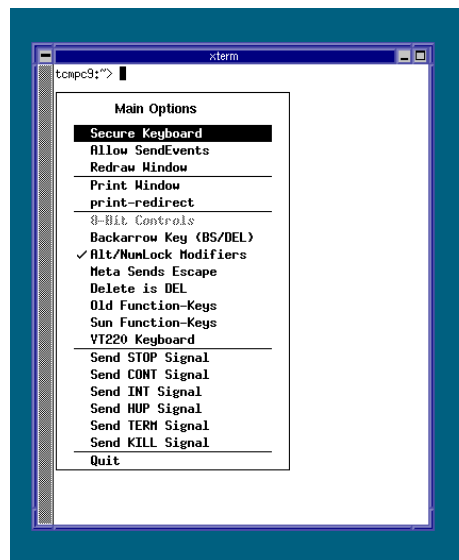 xterm
tcmpc9:~>
Main Options
Secure Keyboard
Allow SendEvents
Redraw Window
Print Window
print-redirect
8-Bit Controls
Backarrow Key (BS/DEL)
✓Alt/NumLock Modifiers
Meta Sends Escape
Delete is DEL
Old Function-Keys
Sun Function-Keys
VT220 Keyboard
Send STOP Signal
Send CONT Signal
Send INT Signal
Send HUP Signal
Send TERM Signal
Send KILL Signal
Quit